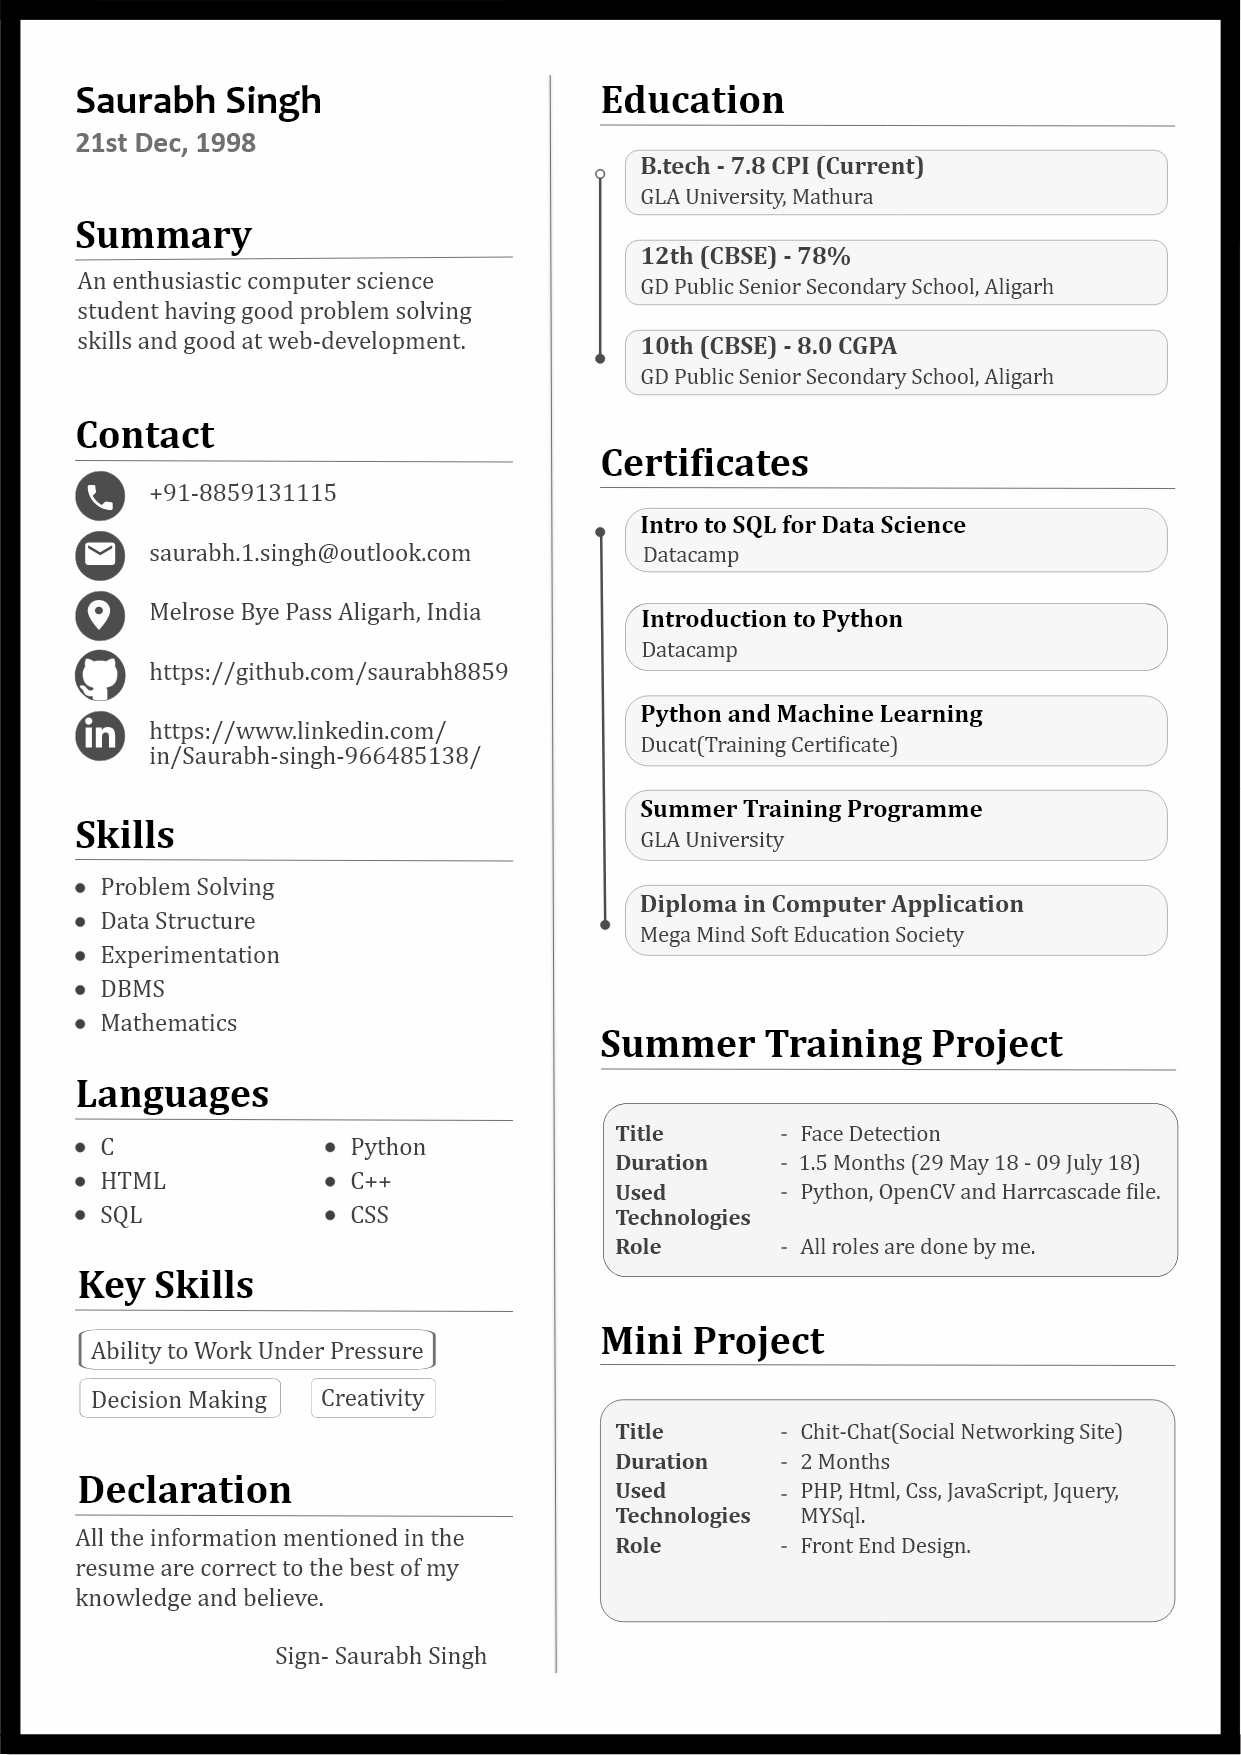 Saurabh Singh
21st Dec, 1998
Summary
An enthusiastic computer science
student having good problem solving
skills and good at web-development.
Contact
+91-8859131115
saurabh.1.singh@outlook.com
Melrose Bye Pass Aligarh, India
https://github.com/saurabh8859
https://www.linkedin.com/
in/Saurabh-singh-966485138/
Skills
• Problem Solving
• Data Structure
• Experimentation
• DBMS
• Mathematics
Languages
• C
• HTML
• SQL
• Python
• C++
• CSS
Key Skills
Ability to Work Under Pressure
Decision Making
Creativity
Declaration
All the information mentioned in the
resume are correct to the best of my
knowledge and believe.
Sign- Saurabh Singh
Education
B.tech - 7.8 CPI (Current)
GLA University, Mathura
12th (CBSE) - 78%
GD Public Senior Secondary School, Aligarh
10th (CBSE) - 8.0 CGPA
GD Public Senior Secondary School, Aligarh
Certificates
Intro to SQL for Data Science
Datacamp
Introduction to Python
Datacamp
Python and Machine Learning
Ducat(Training Certificate)
Summer Training Programme
GLA University
Diploma in Computer Application
Mega Mind Soft Education Society
Summer Training Project
Title - Face Detection
Duration - 1.5 Months (29 May 18 - 09 July 18)
Used - Python, OpenCV and Harrcascade file.
Technologies
Role - All roles are done by me.
Mini Project
Title - Chit-Chat(Social Networking Site)
Duration - 2 Months
Used - PHP, Html, Css, JavaScript, Jquery,
Technologies MYSql.
Role - Front End Design.